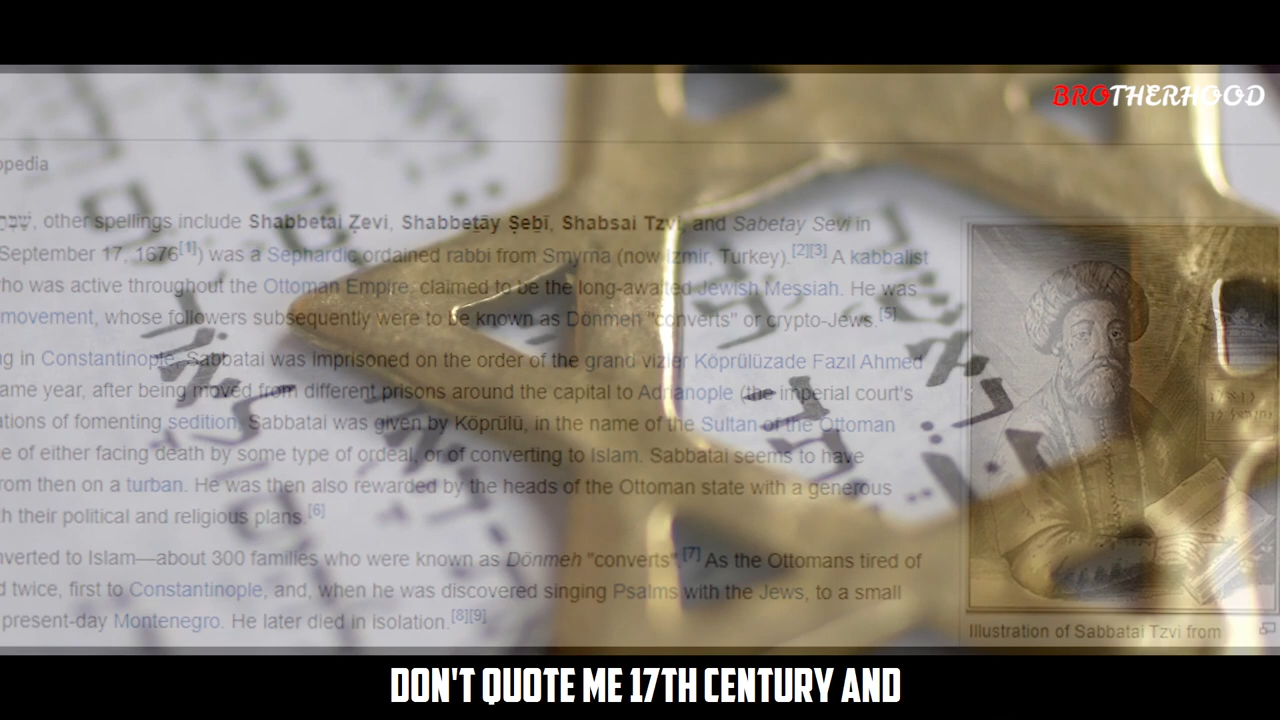 BROTHERHOOD
opedia
other spellings include Shabbetai Ẓevi, Shabbeṯāy Ṣeḇī, Shabsai Tzvi, and Sabetay Sevi in
September 17, 1676[1]) was a Sephardic ordained rabbi from Smyrna (now İzmir, Turkey).[2][3] A kabbalist
who was active throughout the Ottoman Empire, claimed to be the long-awaited Jewish Messiah. He was
movement, whose followers subsequently were to be known as Dönmeh "converts" or crypto-Jews.[5]
g in Constantinople, Sabbatai was imprisoned on the order of the grand vizier Köprülüzade Fazıl Ahmed
ame year, after being moved from different prisons around the capital to Adrianople (the imperial court's
ations of fomenting sedition, Sabbatai was given by Köprülü, in the name of the Sultan of the Ottoman
e of either facing death by some type of ordeal, or of converting to Islam. Sabbatai seems to have
rom then on a turban. He was then also rewarded by the heads of the Ottoman state with a generous
h their political and religious plans.[6]
nverted to Islam—about 300 families who were known as Dönmeh "converts".[7] As the Ottomans tired of
d twice, first to Constantinople, and, when he was discovered singing Psalms with the Jews, to a small
present-day Montenegro. He later died in isolation.[8][9]
Illustration of Sabbatai Tzvi from
DON'T QUOTE ME 17TH CENTURY AND